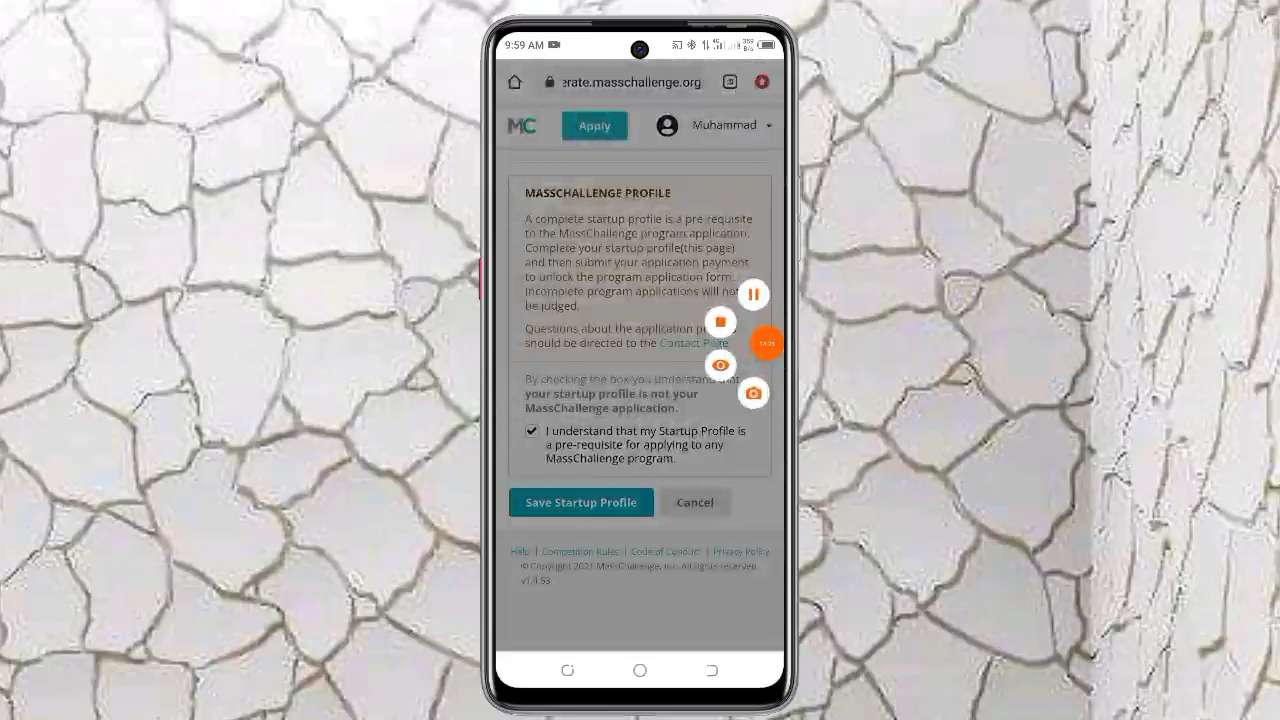 9:59 AM
4G
359
B/s
erate.masschallenge.org
MC
Apply
Muhammad
MASSCHALLENGE PROFILE
A complete startup profile is a pre-requisite
to the MassChallenge program application.
Complete your startup profile(this page)
and then submit your application payment
to unlock the program application form.
Incomplete program applications will not
be judged.
Questions about the application
should be directed to the Contact Page
By checking the box you understand that
your startup profile is not your
MassChallenge application.
I understand that my Startup Profile is
a pre-requisite for applying to any
MassChallenge program.
Save Startup Profile
Cancel
Help | Competition Rules | Code of Conduct | Privacy Policy
© Copyright 2021 MassChallenge, Inc. All rights reserved.